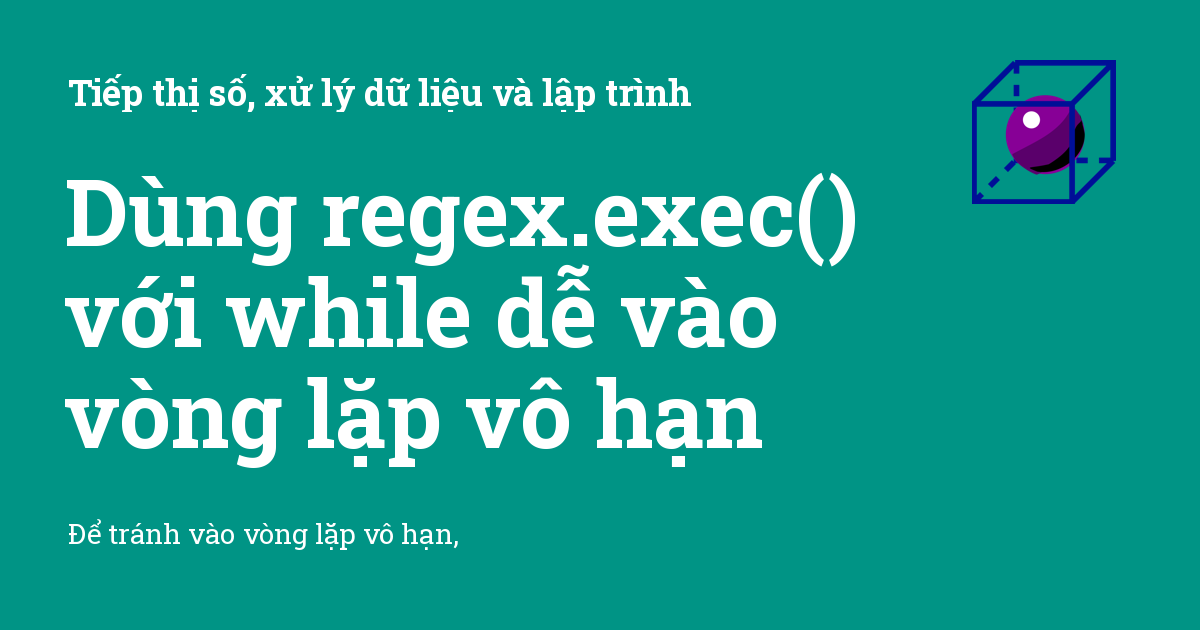 Tiếp thị số, xử lý dữ liệu và lập trình
Dùng regex.exec()
với while dễ vào
vòng lặp vô hạn
Để tránh vào vòng lặp vô hạn,